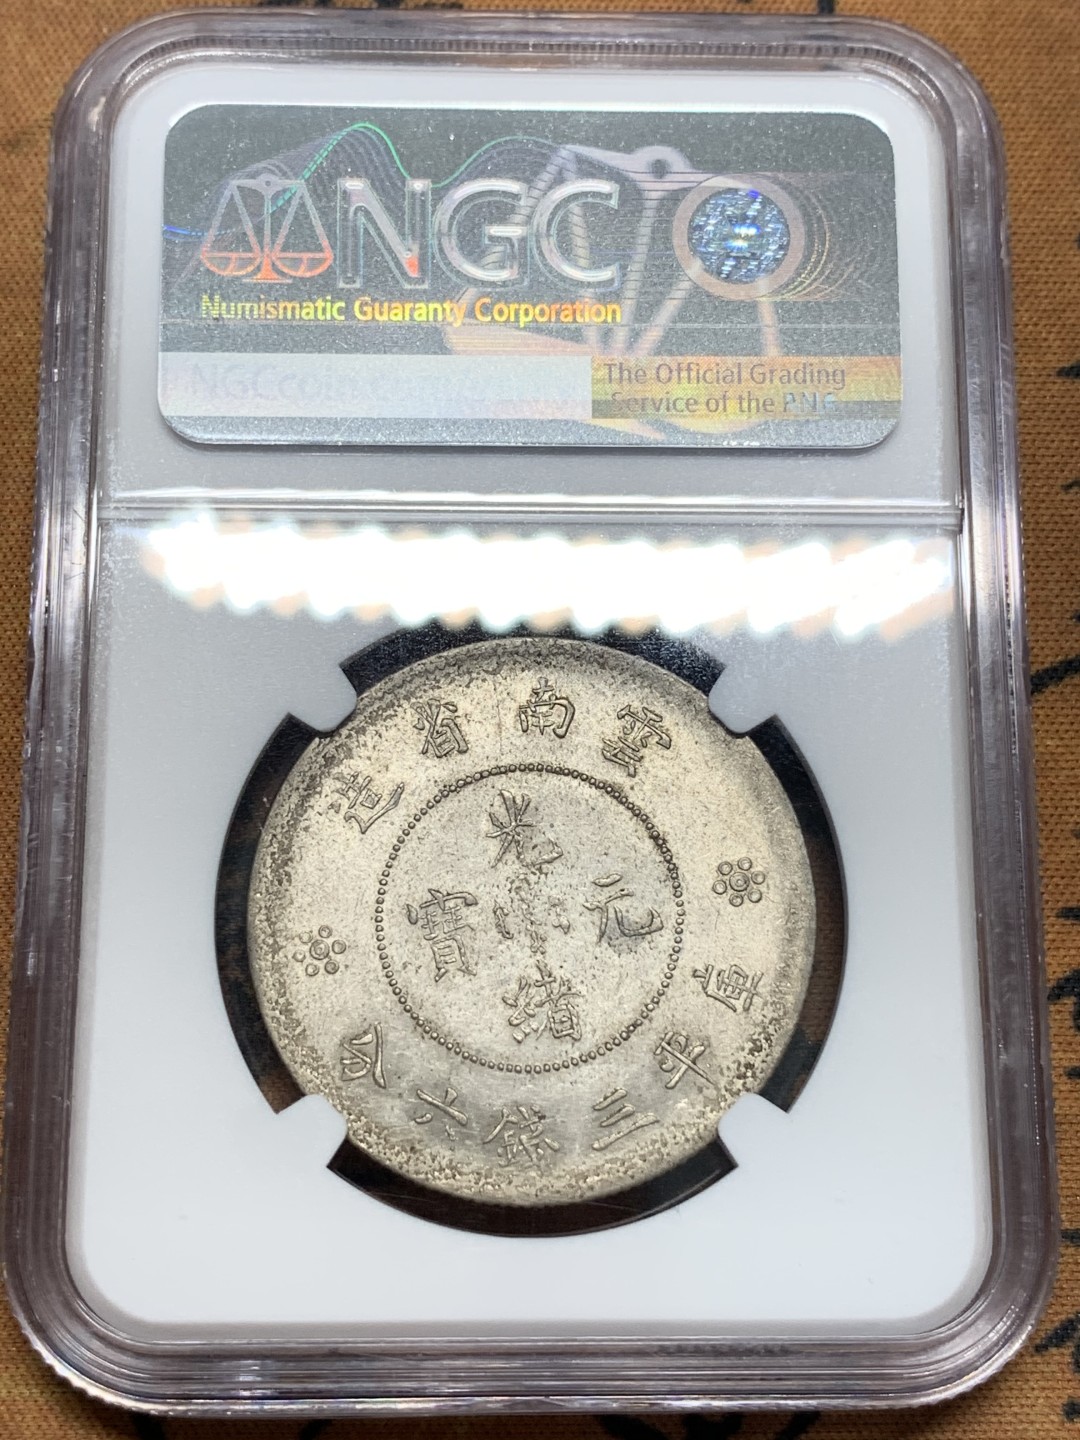 NGC
Numismatic Guaranty Corporation
The Official Grading
Service of the PNG
雲南省造
光緒元寶
庫平三錢六分